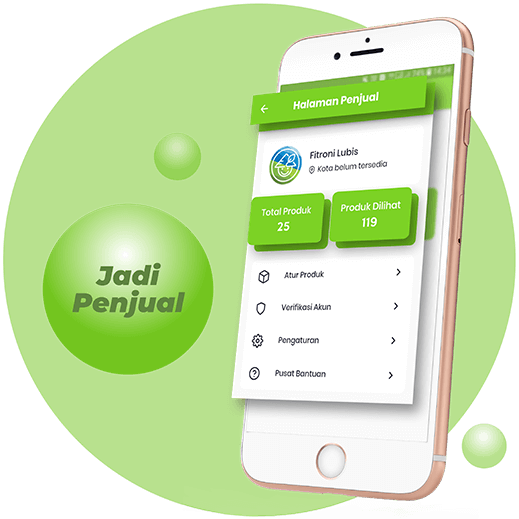 Halaman Penjual
Fitroni Lubis
Kota belum tersedia
Total Produk
25
Produk Dilihat
119
Jadi
Penjual
Atur Produk
Verifikasi Akun
Pengaturan
Pusat Bantuan